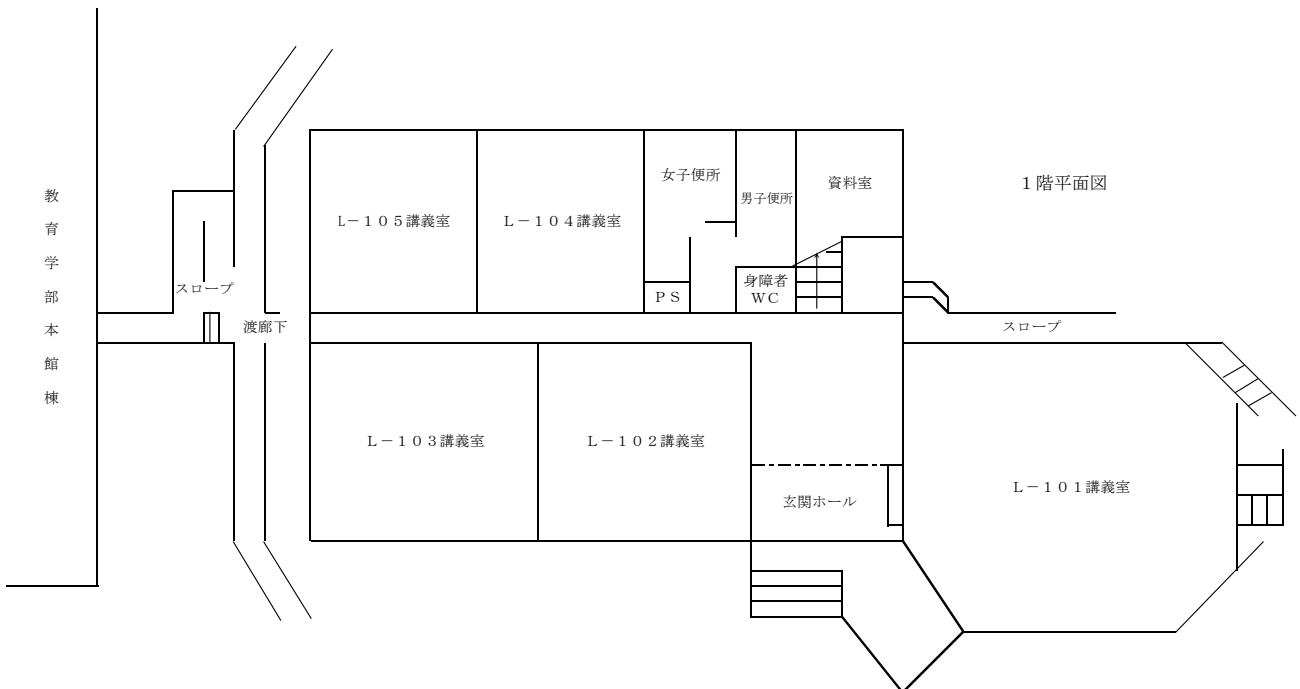 教育学部本館棟
スロープ
渡廊下
L－１０５講義室
L－１０４講義室
女子便所
男子便所
資料室
１階平面図
ＰＳ
身障者
ＷＣ
スロープ
L－１０３講義室
L－１０２講義室
玄関ホール
L－１０１講義室